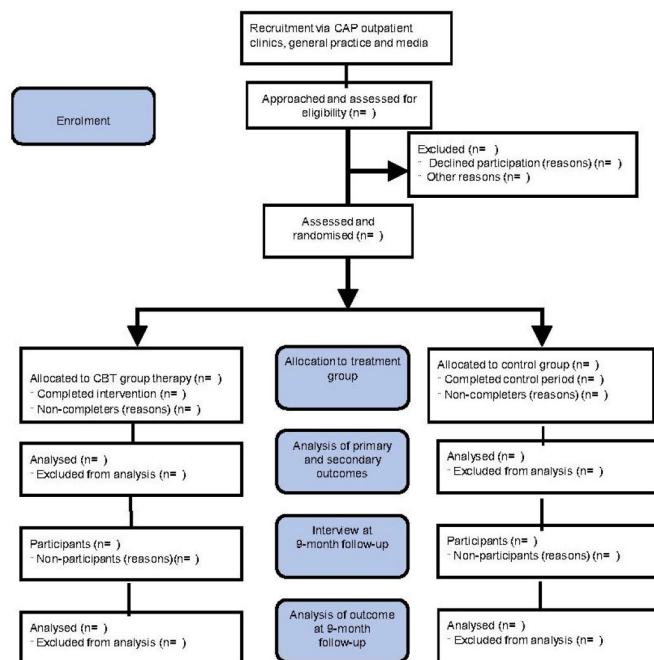 Recruitment via CAP outpatient
clinics, general practice and media
Enrolment
Approached and assessed for
eligibility (n= )
Excluded (n= )
- Declined participation (reasons) (n= )
- Other reasons (n= )
Assessed and
randomised (n= )
Allocated to CBT group therapy (n= )
- Completed intervention (n= )
- Non-completers (reasons) (n= )
Allocation to treatment
group
Allocated to control group (n= )
- Completed control period (n= )
- Non-completers (reasons) (n= )
Analysed (n= )
- Excluded from analysis (n= )
Analysis of primary
and secondary
outcomes
Analysed (n= )
- Excluded from analysis (n= )
Participants (n= )
- Non-participants (reasons)(n= )
Interview at
9-month follow-up
Participants (n= )
- Non-participants (reasons) (n= )
Analysed (n= )
- Excluded from analysis (n= )
Analysis of outcome
at 9-month
follow-up
Analysed (n= )
- Excluded from analysis (n= )